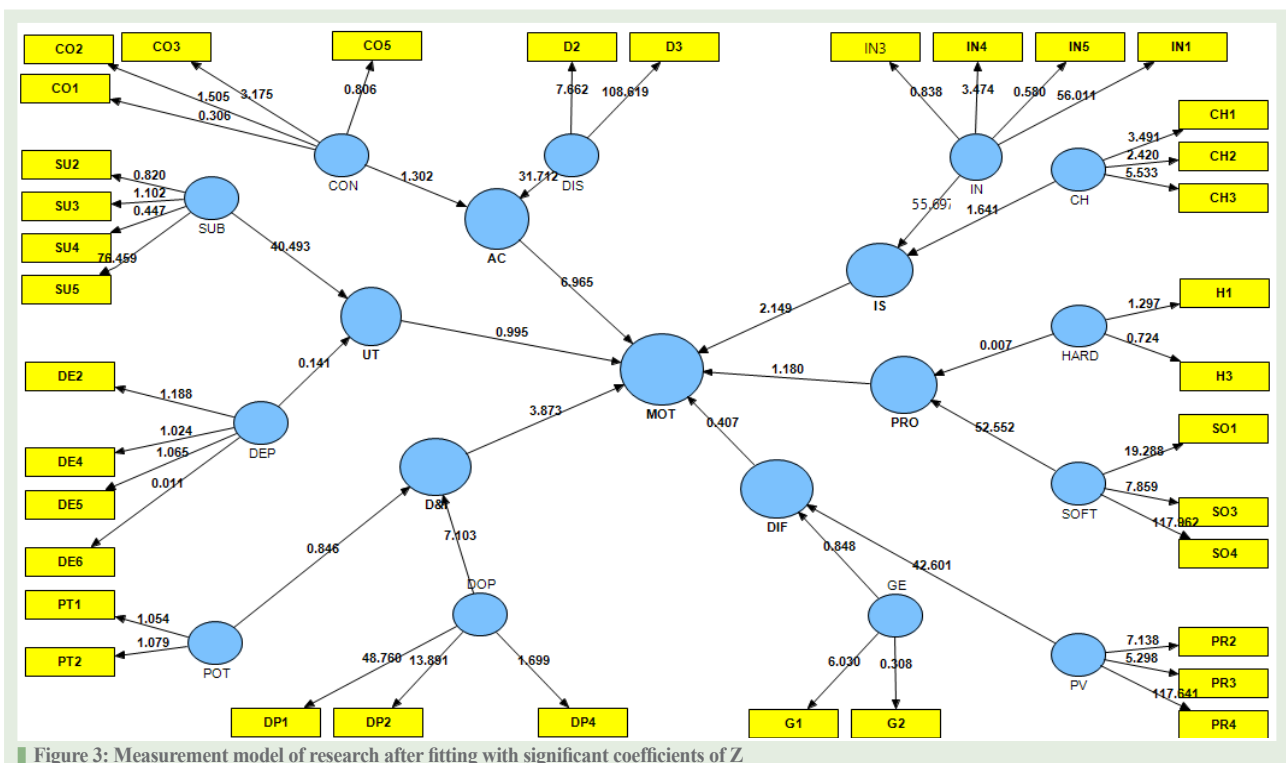 CO2
CO3
CO5
D2
D3
IN3
IN4
IN5
IN1
CO1
1.505
3.175
0.806
7.662
108.619
0.838
3.474
0.580
56.011
0.306
CH1
3.491
2.420
5.533
CH2
CH3
CON
DIS
IN
CH
SU2
0.820
SU3
1.102
0.447
SU4
76.459
SU5
SUB
1.302
31.712
55.697
1.641
AC
IS
40.493
6.965
2.149
H1
1.297
0.724
H3
HARD
0.007
UT
0.995
0.141
MOT
1.180
PRO
DE2
1.188
1.024
DE4
1.065
DE5
0.011
DE6
DEP
3.873
0.407
52.552
SO1
19.288
7.859
SO3
117.962
SO4
SOFT
DIF
0.846
7.103
0.848
42.601
PT1
1.054
1.079
PT2
POT
DOP
GE
48.760
13.891
1.699
6.030
0.308
PV
7.138
PR2
5.298
PR3
117.641
PR4
DP1
DP2
DP4
G1
G2
Figure 3: Measurement model of research after fitting with significant coefficients of Z